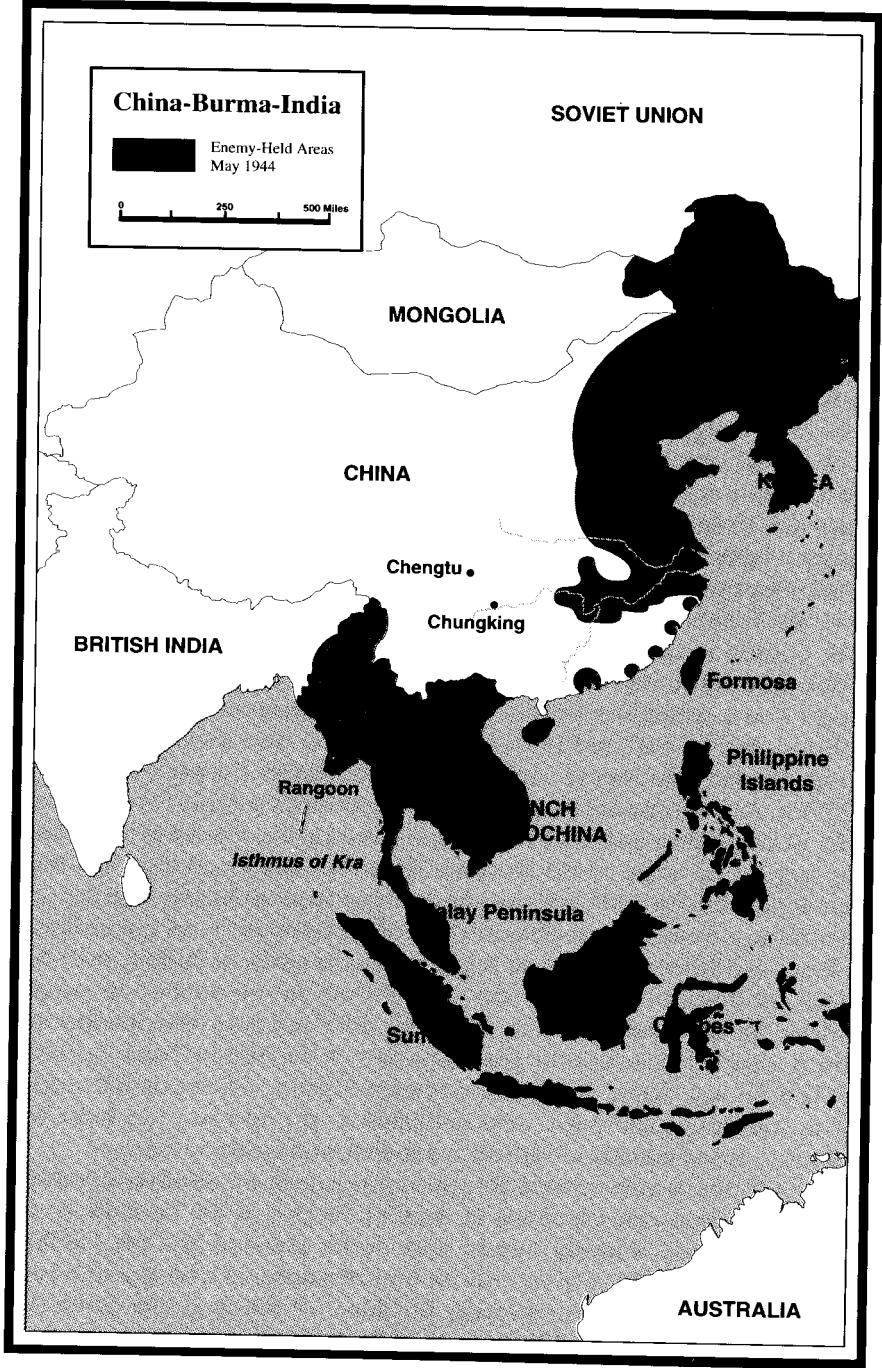 China-Burma-India
Enemy-Held Areas
May 1944
0 250 500 Miles
SOVIET UNION
MONGOLIA
CHINA
Chengtu
Chungking
BRITISH INDIA
Formosa
Philippine
Islands
Rangoon
Isthmus of Kra
Peninsula
AUSTRALIA